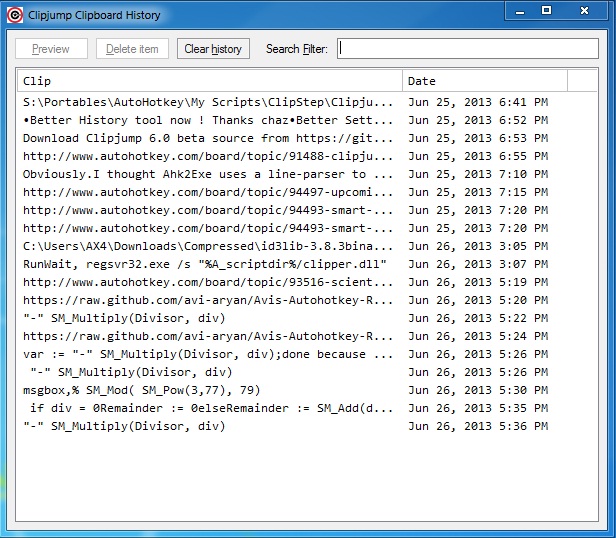 Clipjump Clipboard History
Preview Delete item Clear history Search Filter:
Clip Date
S:\Portables\AutoHotkey\My Scripts\ClipStep\Clipju... Jun 25, 2013 6:41 PM
•Better History tool now ! Thanks chaz•Better Sett... Jun 25, 2013 6:52 PM
Download Clipjump 6.0 beta source from https://git... Jun 25, 2013 6:53 PM
http://www.autohotkey.com/board/topic/91488-clipju... Jun 25, 2013 6:55 PM
Obviously.I thought Ahk2Exe uses a line-parser to ... Jun 25, 2013 7:10 PM
http://www.autohotkey.com/board/topic/94497-upcomi... Jun 25, 2013 7:15 PM
http://www.autohotkey.com/board/topic/94493-smart-... Jun 25, 2013 7:20 PM
http://www.autohotkey.com/board/topic/94493-smart-... Jun 25, 2013 7:20 PM
C:\Users\AX4\Downloads\Compressed\id3lib-3.8.3bina... Jun 26, 2013 3:05 PM
RunWait, regsvr32.exe /s "%A_scriptdir%/clipper.dll" Jun 26, 2013 3:07 PM
http://www.autohotkey.com/board/topic/93516-scient... Jun 26, 2013 5:19 PM
https://raw.github.com/avi-aryan/Avis-Autohotkey-R... Jun 26, 2013 5:20 PM
"-" SM_Multiply(Divisor, div) Jun 26, 2013 5:22 PM
https://raw.github.com/avi-aryan/Avis-Autohotkey-R... Jun 26, 2013 5:24 PM
var := "-" SM_Multiply(Divisor, div);done because ... Jun 26, 2013 5:26 PM
"-" SM_Multiply(Divisor, div) Jun 26, 2013 5:26 PM
msgbox,% SM_Mod( SM_Pow(3,77), 79) Jun 26, 2013 5:30 PM
if div = 0Remainder := 0elseRemainder := SM_Add(d... Jun 26, 2013 5:35 PM
"-" SM_Multiply(Divisor, div) Jun 26, 2013 5:36 PM